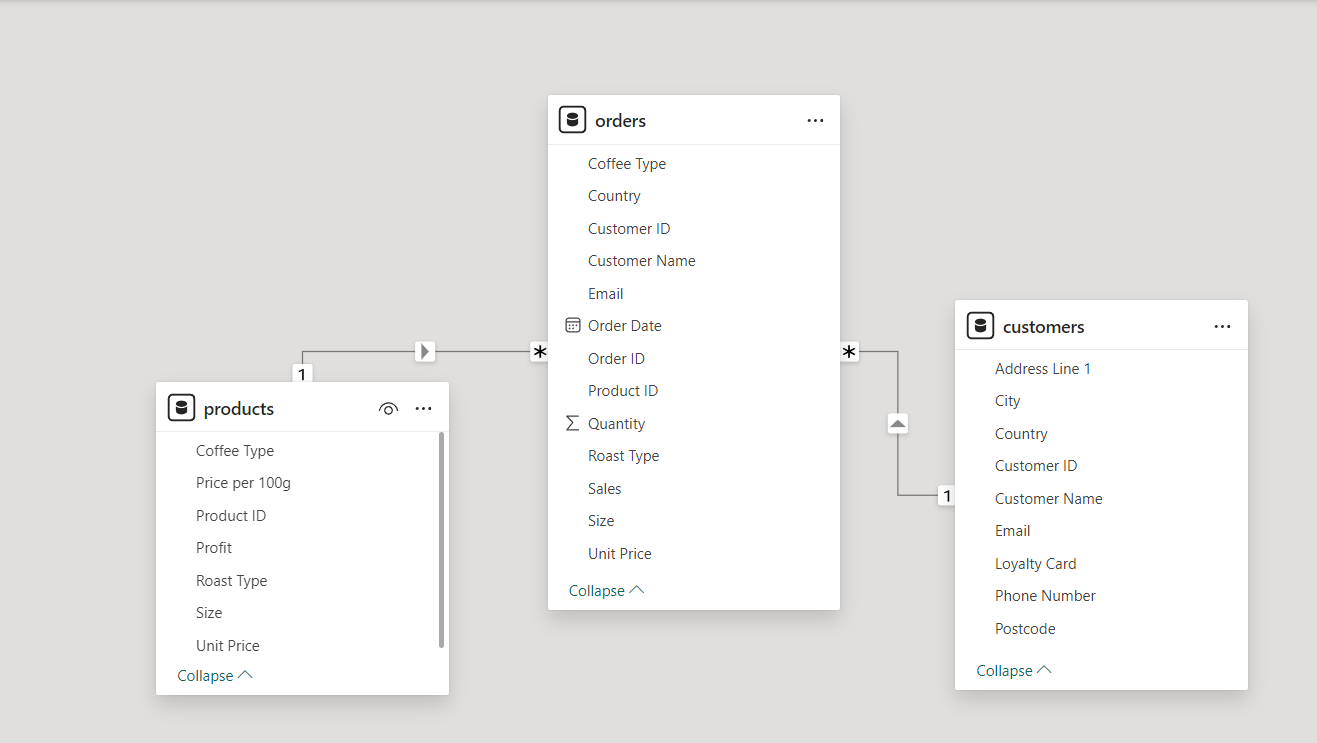 orders
Coffee Type
Country
Customer ID
Customer Name
Email
Order Date
Order ID
Product ID
Quantity
Roast Type
Sales
Size
Unit Price
Collapse
1
*
*
1
products
Coffee Type
Price per 100g
Product ID
Profit
Roast Type
Size
Unit Price
Collapse
customers
Address Line 1
City
Country
Customer ID
Customer Name
Email
Loyalty Card
Phone Number
Postcode
Collapse